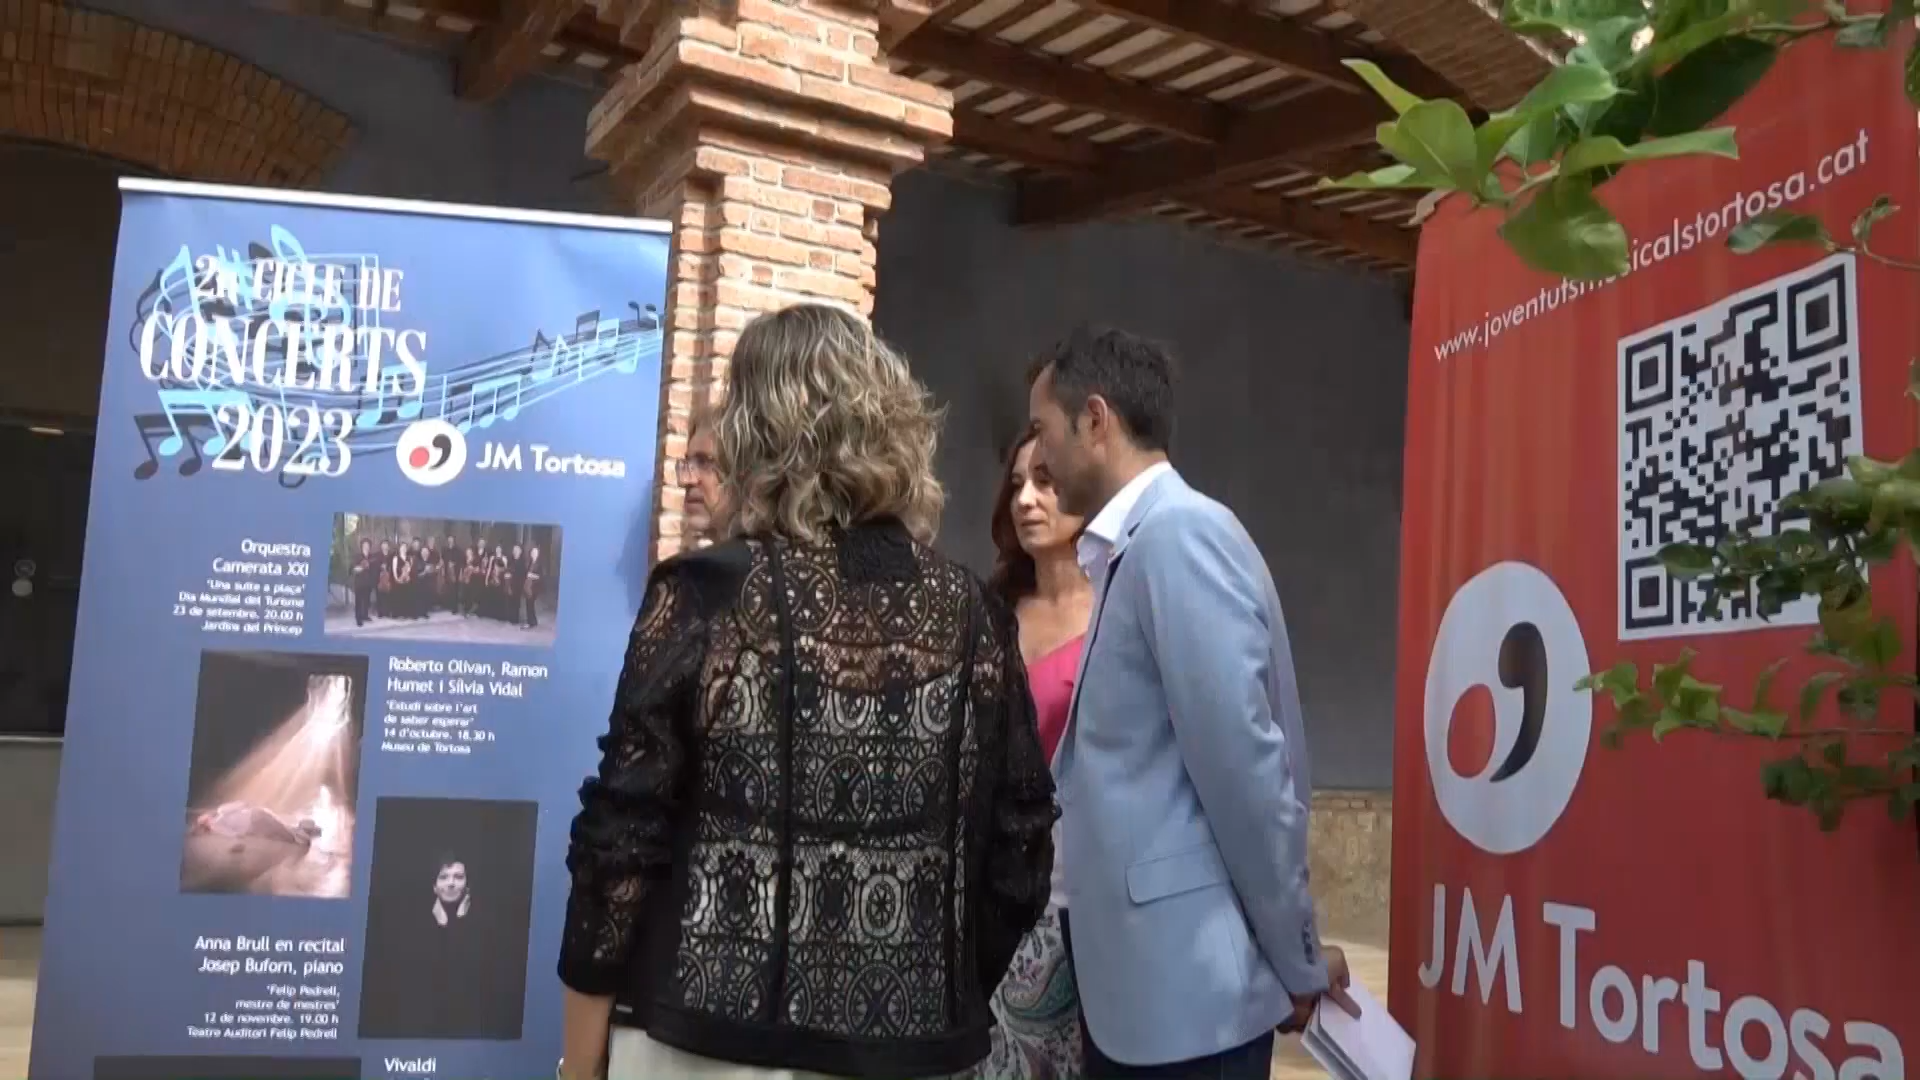 2n CICLE DE
CONCERTS
2023
JM Tortosa
Orquestra
Camerata XXI
'Una suite a plaça'
Dia Mundial del Turisme
23 de setembre. 20.00 h
Jardins del Príncep
Roberto Olivan, Ramon
Humet i Sílvia Vidal
'Estudi sobre l'art
de saber esperar'
14 d'octubre. 18.30 h
Museu de Tortosa
Anna Brull en recital
Josep Buforn, piano
'Felip Pedrell,
mestre de mestres'
12 de novembre. 19.00 h
Teatre Auditori Felip Pedrell
Vivaldi
www.joventutsmusicalstortosa.cat
JM Tortosa